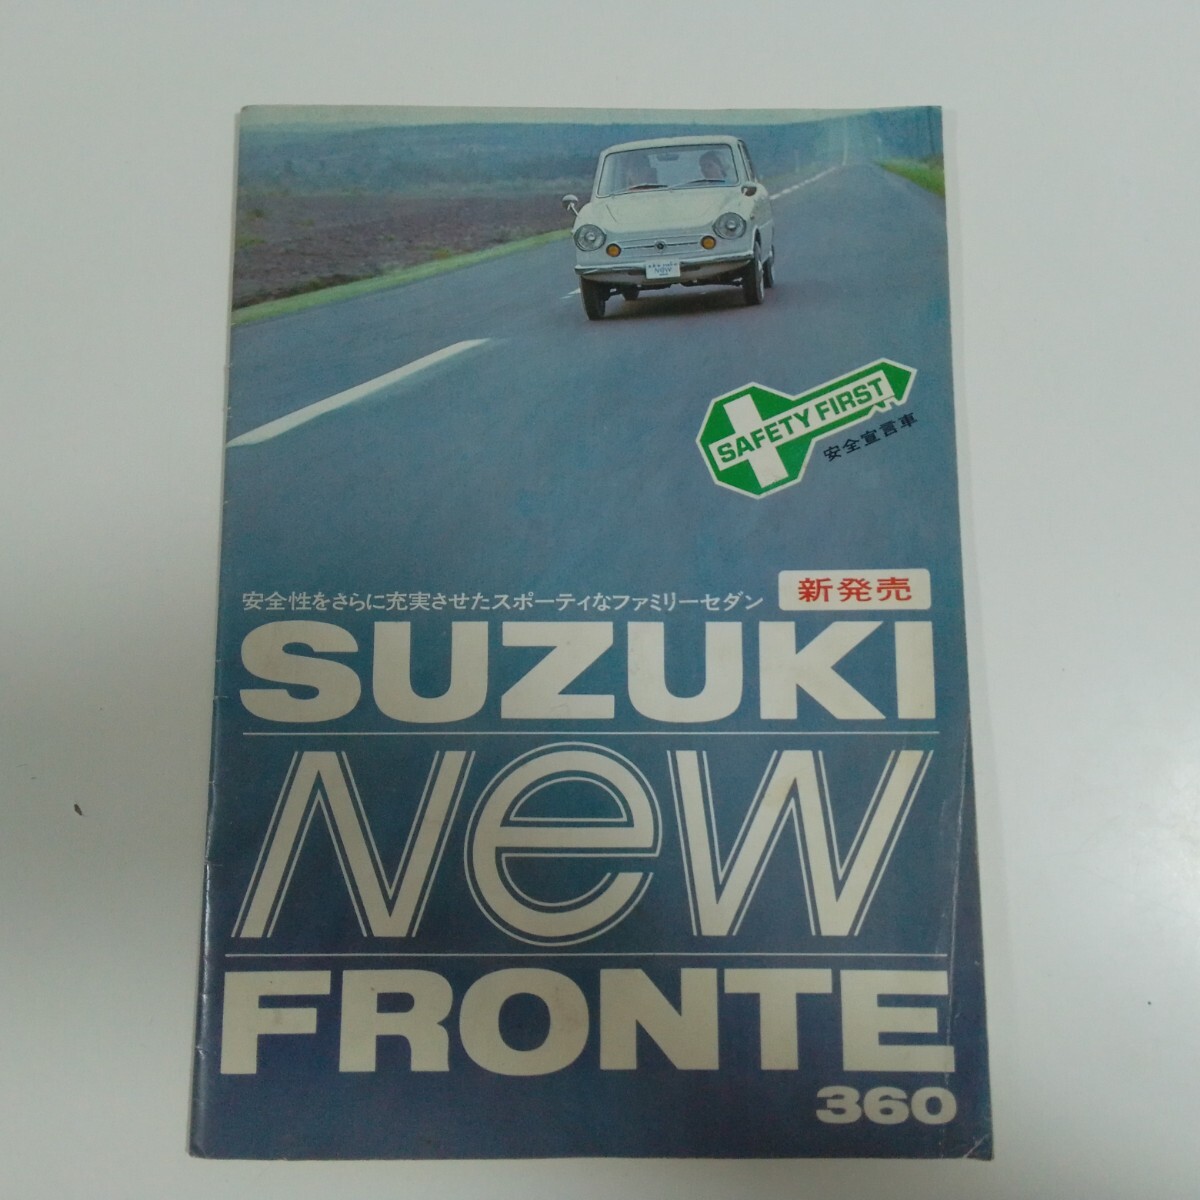 New
SAFETY FIRST
安全宣言車
安全性をさらに充実させたスポーティなファミリーセダン 新発売
SUZUKI
New
FRONTE
360